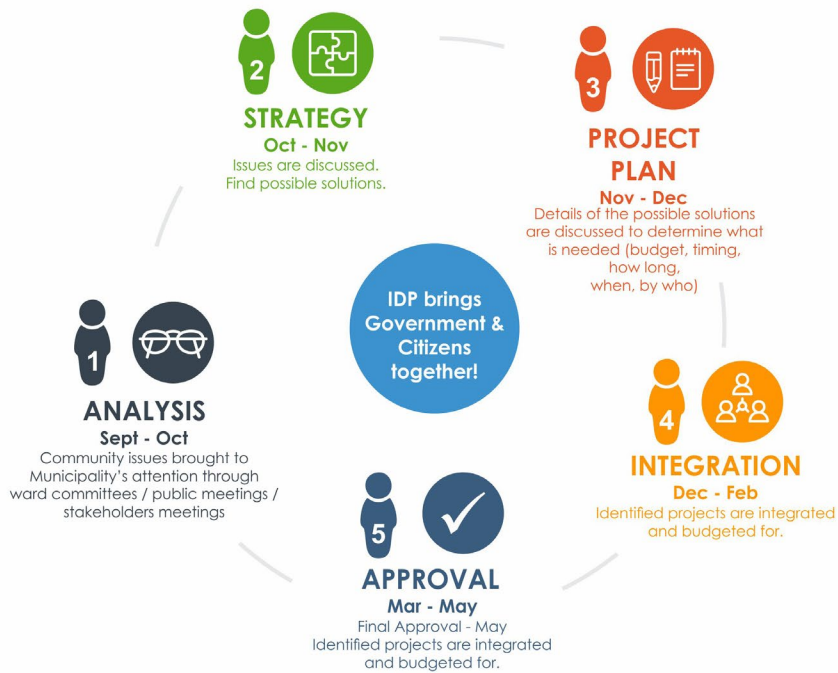 2
STRATEGY
Oct - Nov
Issues are discussed.
Find possible solutions.
3
PROJECT
PLAN
Nov - Dec
Details of the possible solutions
are discussed to determine what
is needed (budget, timing,
how long,
when, by who)
IDP brings
Government &
Citizens
together!
1
ANALYSIS
Sept - Oct
Community issues brought to
Municipality's attention through
ward committees / public meetings /
stakeholders meetings
4
INTEGRATION
Dec - Feb
Identified projects are integrated
and budgeted for.
5
APPROVAL
Mar - May
Final Approval - May
Identified projects are integrated
and budgeted for.